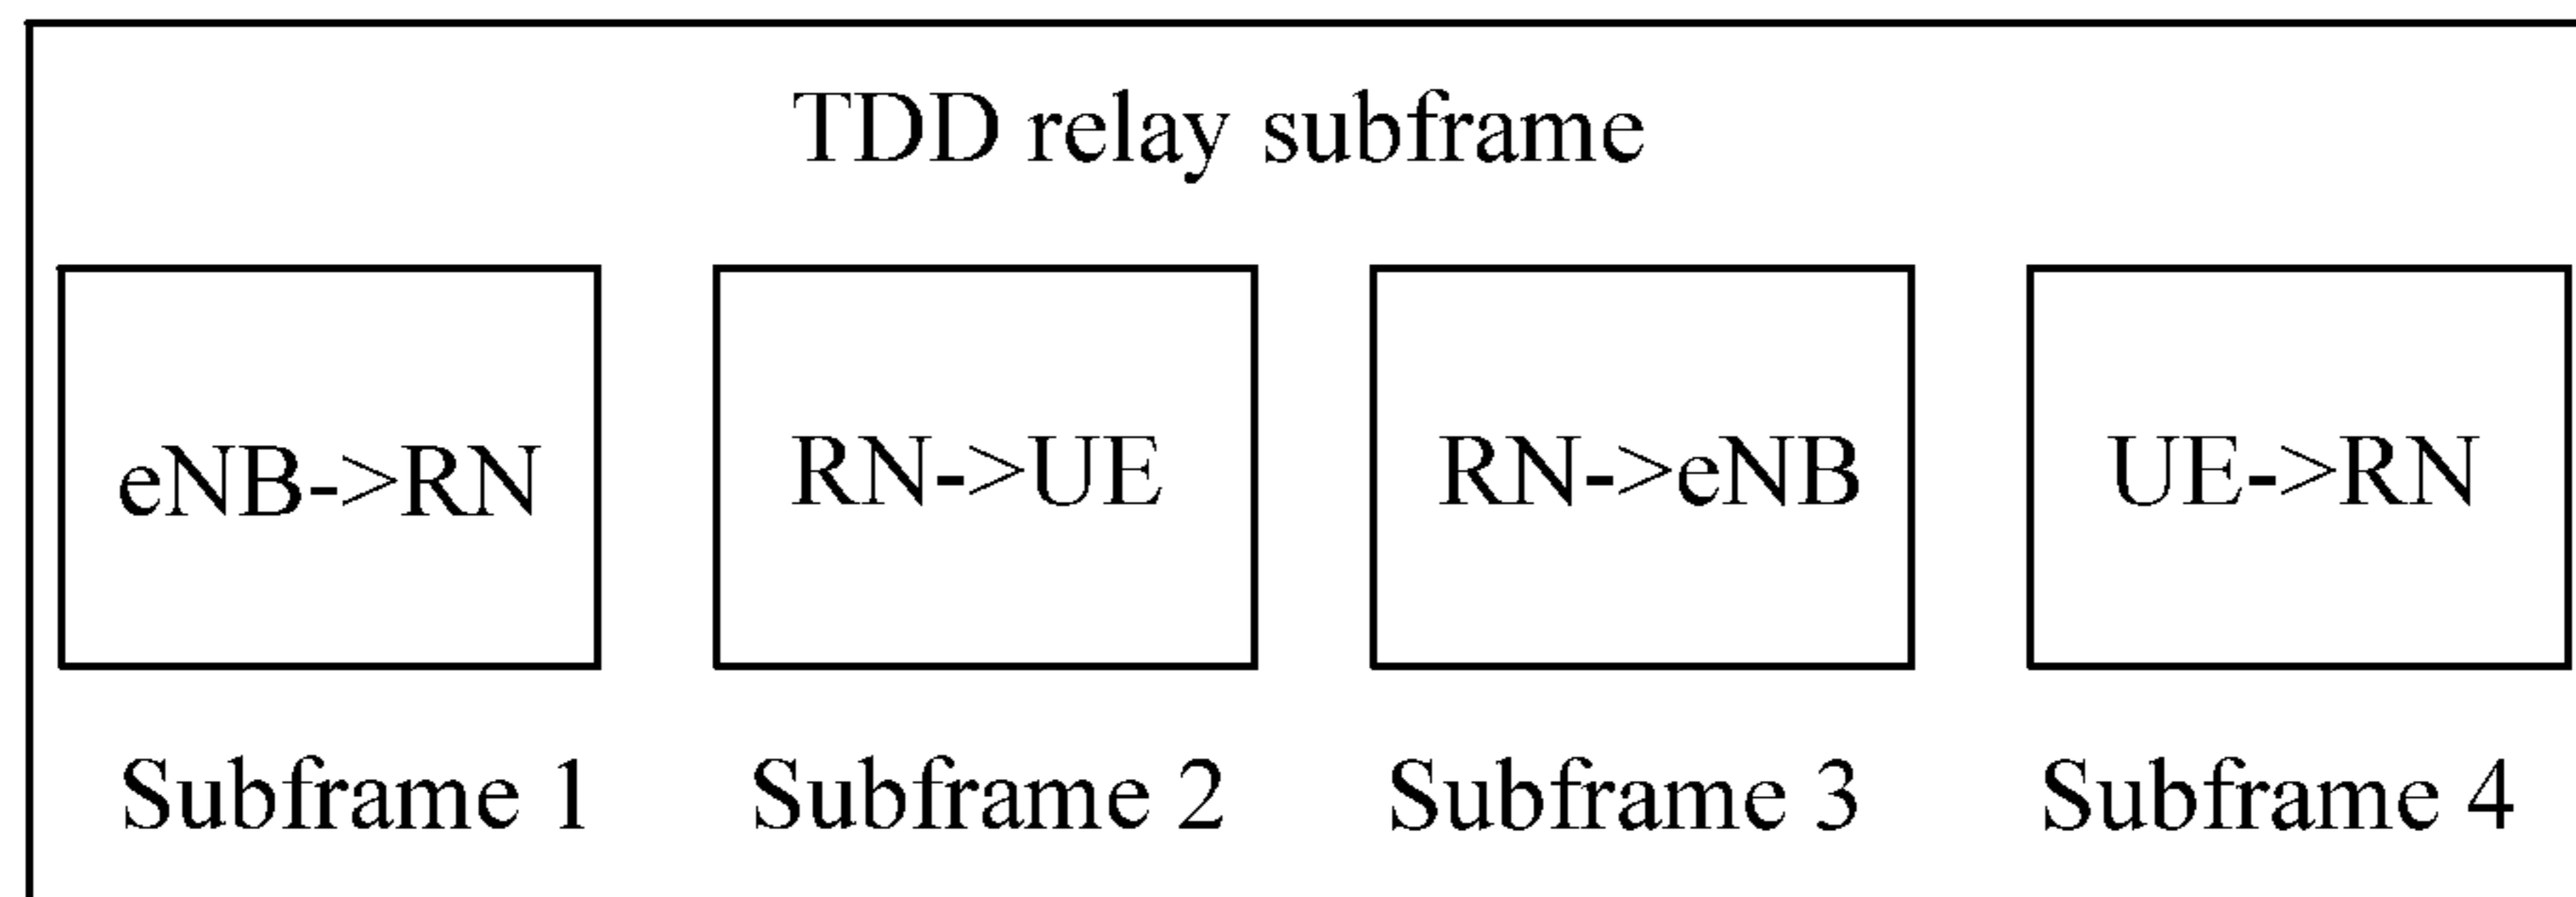 TDD relay subframe
eNB->RN
RN->UE
RN->eNB
UE->RN
Subframe 1
Subframe 2
Subframe 3
Subframe 4